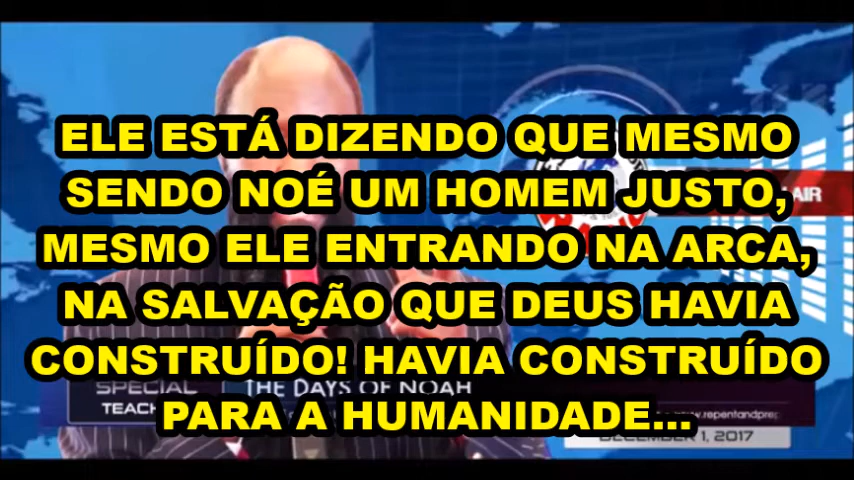 ELE ESTÁ DIZENDO QUE MESMO
SENDO NOÉ UM HOMEM JUSTO,
AIR
MESMO ELE ENTRANDO NA ARCA,
NA SALVAÇÃO QUE DEUS HAVIA
CONSTRUÍDO! HAVIA CONSTRUÍDO
SPECIAL
THE DAYS OF NOAH
PARA A HUMANIDADE...
DECEMBER 1, 2017